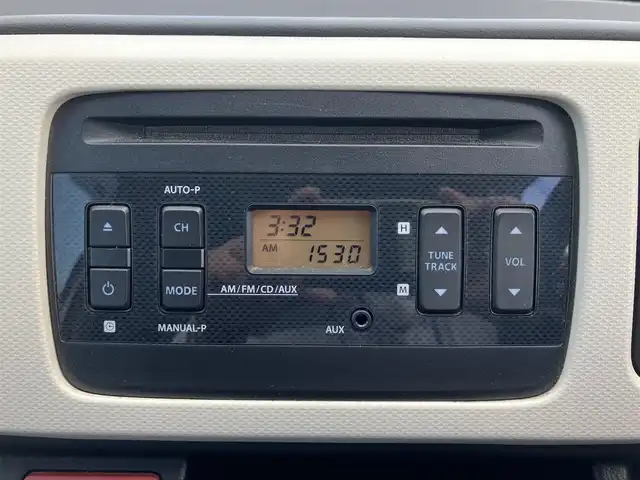 AUTO-P
CH
MODE
MANUAL-P
3:32
AM 1530
AM/FM/CD/AUX
AUX
H
M
TUNE
TRACK
VOL